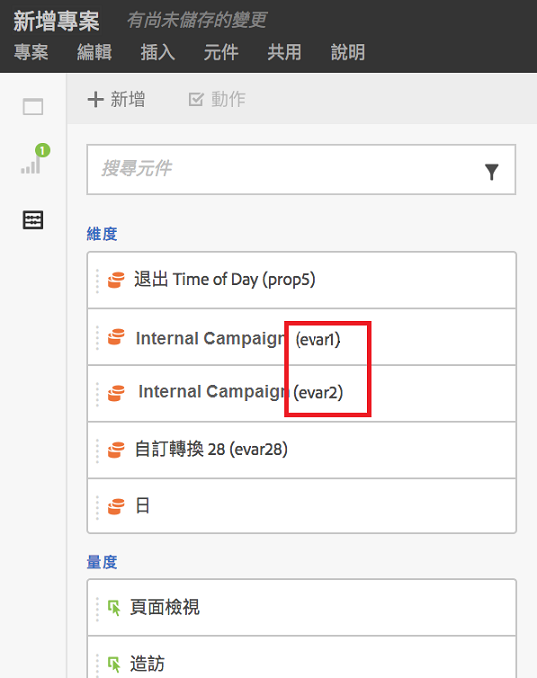 新增專案 有尚未儲存的變更
專案 編輯 插入 元件 共用 說明
新增 動作
1
搜尋元件
維度
退出 Time of Day (prop5)
Internal Campaign (evar1)
Internal Campaign (evar2)
自訂轉換 28 (evar28)
日
量度
頁面檢視
造訪